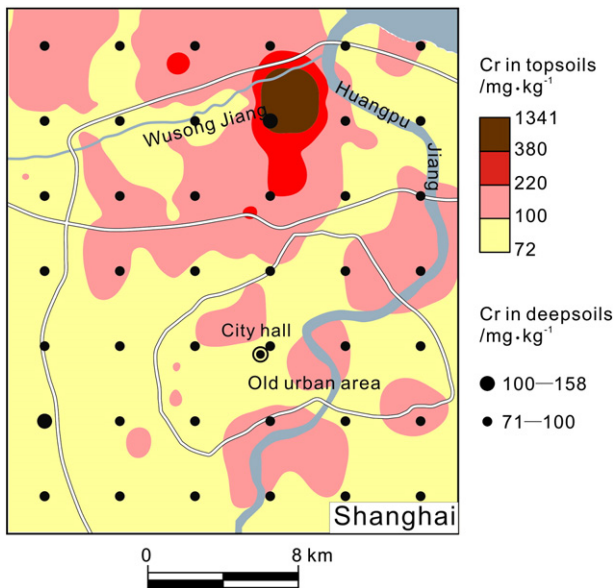 Cr in topsoils
/mg·kg⁻¹
1341
380
220
100
72
Huangpu
Jiang
Wusong Jiang
City hall
Old urban area
Cr in deepsoils
/mg·kg⁻¹
100—158
71—100
Shanghai
0 8 km